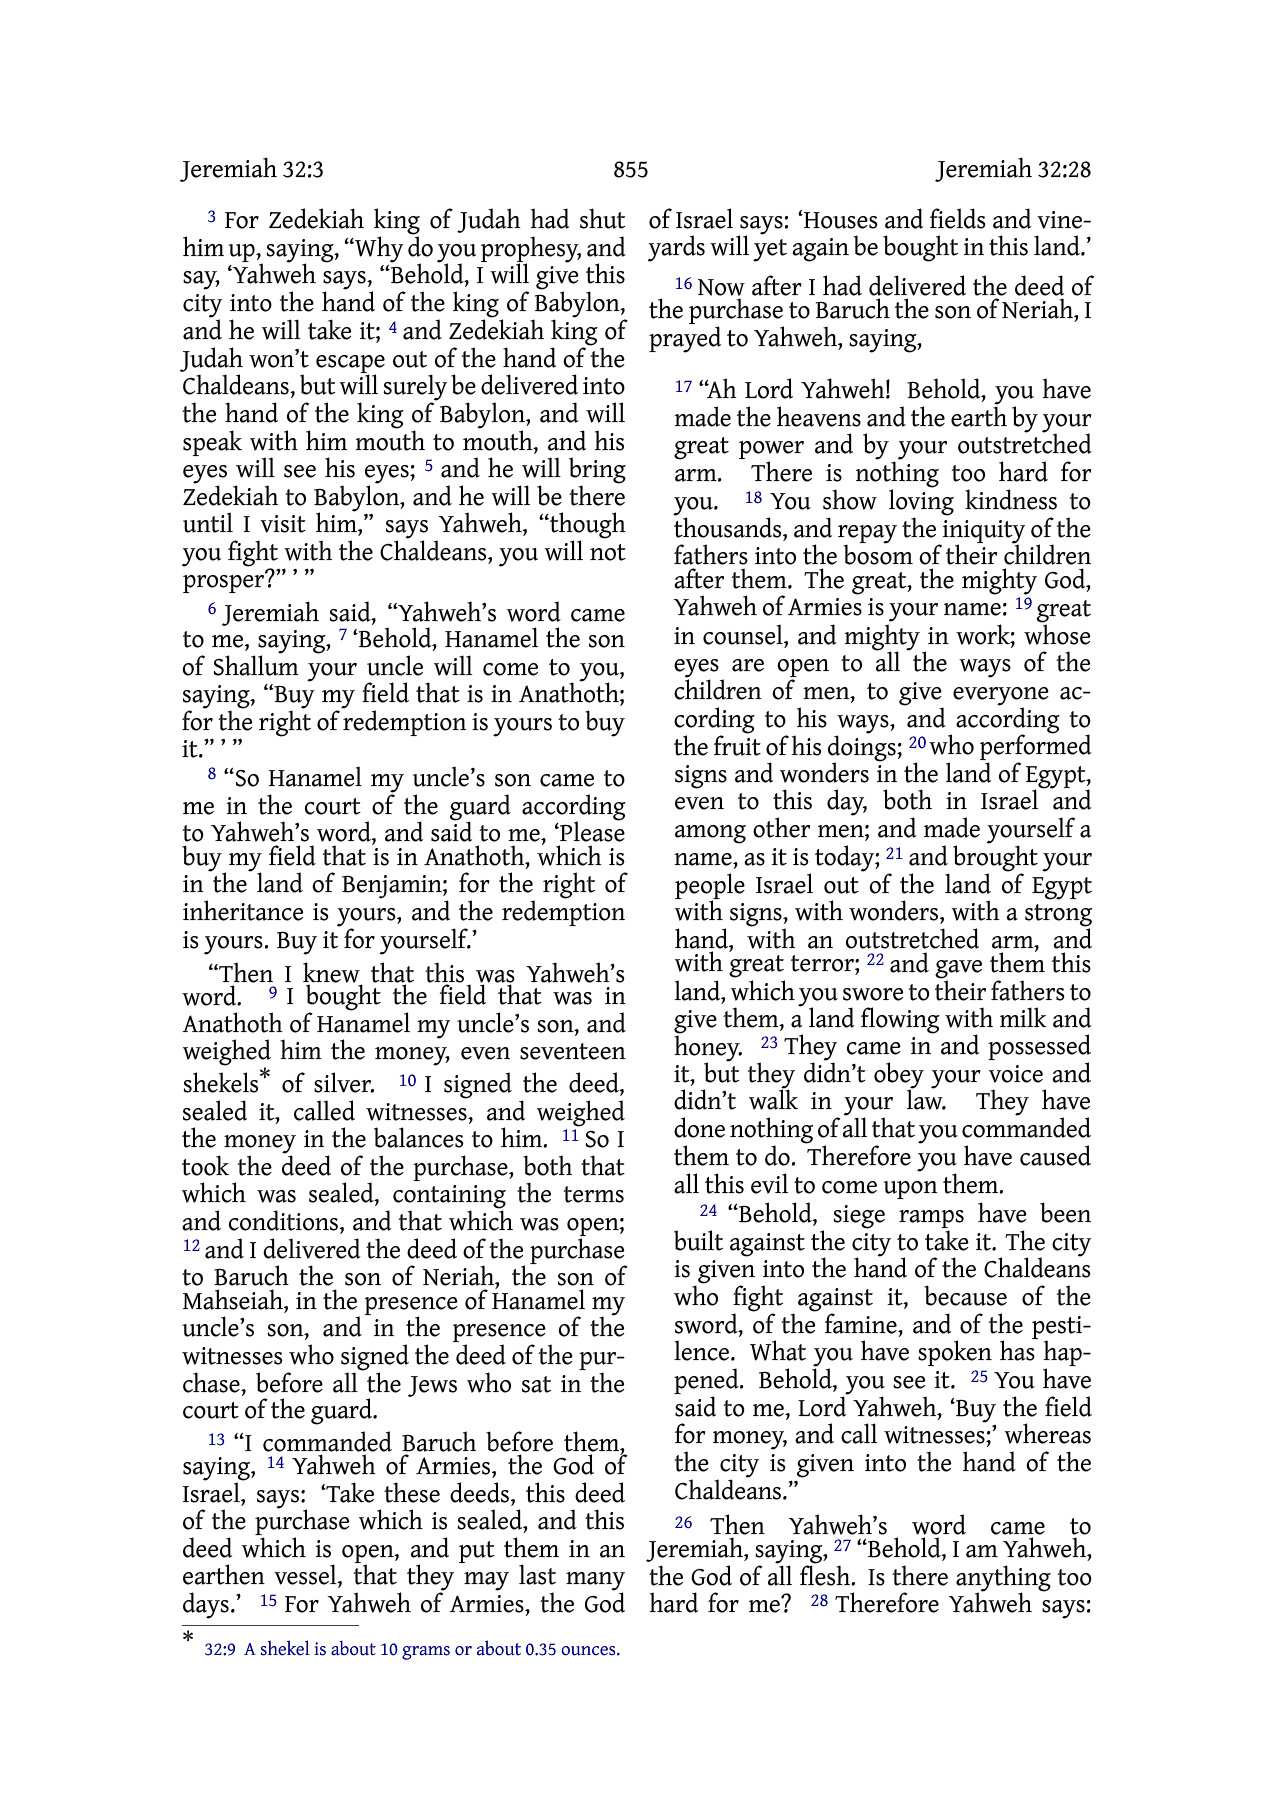 Jeremiah 32:3 855 Jeremiah 32:28
3 For Zedekiah king of Judah had shut
him up, saying, “Why do you prophesy, and
say, ‘Yahweh says, “Behold, I will give this
city into the hand of the king of Babylon,
and he will take it; 4 and Zedekiah king of
Judah won’t escape out of the hand of the
Chaldeans, but will surely be delivered into
the hand of the king of Babylon, and will
speak with him mouth to mouth, and his
eyes will see his eyes; 5 and he will bring
Zedekiah to Babylon, and he will be there
until I visit him,” says Yahweh, “though
you fight with the Chaldeans, you will not
prosper?” ’ ”
6 Jeremiah said, “Yahweh’s word came
to me, saying, 7 ‘Behold, Hanamel the son
of Shallum your uncle will come to you,
saying, “Buy my field that is in Anathoth;
for the right of redemption is yours to buy
it.” ’ ”
8 “So Hanamel my uncle’s son came to
me in the court of the guard according
to Yahweh’s word, and said to me, ‘Please
buy my field that is in Anathoth, which is
in the land of Benjamin; for the right of
inheritance is yours, and the redemption
is yours. Buy it for yourself.’
“Then I knew that this was Yahweh’s
word. 9 I bought the field that was in
Anathoth of Hanamel my uncle’s son, and
weighed him the money, even seventeen
shekels* of silver. 10 I signed the deed,
sealed it, called witnesses, and weighed
the money in the balances to him. 11 So I
took the deed of the purchase, both that
which was sealed, containing the terms
and conditions, and that which was open;
12 and I delivered the deed of the purchase
to Baruch the son of Neriah, the son of
Mahseiah, in the presence of Hanamel my
uncle’s son, and in the presence of the
witnesses who signed the deed of the pur-
chase, before all the Jews who sat in the
court of the guard.
13 “I commanded Baruch before them,
saying, 14 Yahweh of Armies, the God of
Israel, says: ‘Take these deeds, this deed
of the purchase which is sealed, and this
deed which is open, and put them in an
earthen vessel, that they may last many
days.’ 15 For Yahweh of Armies, the God
* 32:9 A shekel is about 10 grams or about 0.35 ounces.
of Israel says: ‘Houses and fields and vine-
yards will yet again be bought in this land.’
16 Now after I had delivered the deed of
the purchase to Baruch the son of Neriah, I
prayed to Yahweh, saying,
17 “Ah Lord Yahweh! Behold, you have
made the heavens and the earth by your
great power and by your outstretched
arm. There is nothing too hard for
you. 18 You show loving kindness to
thousands, and repay the iniquity of the
fathers into the bosom of their children
after them. The great, the mighty God,
Yahweh of Armies is your name: 19 great
in counsel, and mighty in work; whose
eyes are open to all the ways of the
children of men, to give everyone ac-
cording to his ways, and according to
the fruit of his doings; 20 who performed
signs and wonders in the land of Egypt,
even to this day, both in Israel and
among other men; and made yourself a
name, as it is today; 21 and brought your
people Israel out of the land of Egypt
with signs, with wonders, with a strong
hand, with an outstretched arm, and
with great terror; 22 and gave them this
land, which you swore to their fathers to
give them, a land flowing with milk and
honey. 23 They came in and possessed
it, but they didn’t obey your voice and
didn’t walk in your law. They have
done nothing of all that you commanded
them to do. Therefore you have caused
all this evil to come upon them.
24 “Behold, siege ramps have been
built against the city to take it. The city
is given into the hand of the Chaldeans
who fight against it, because of the
sword, of the famine, and of the pesti-
lence. What you have spoken has hap-
pened. Behold, you see it. 25 You have
said to me, Lord Yahweh, ‘Buy the field
for money, and call witnesses;’ whereas
the city is given into the hand of the
Chaldeans.”
26 Then Yahweh’s word came to
Jeremiah, saying, 27 “Behold, I am Yahweh,
the God of all flesh. Is there anything too
hard for me? 28 Therefore Yahweh says: